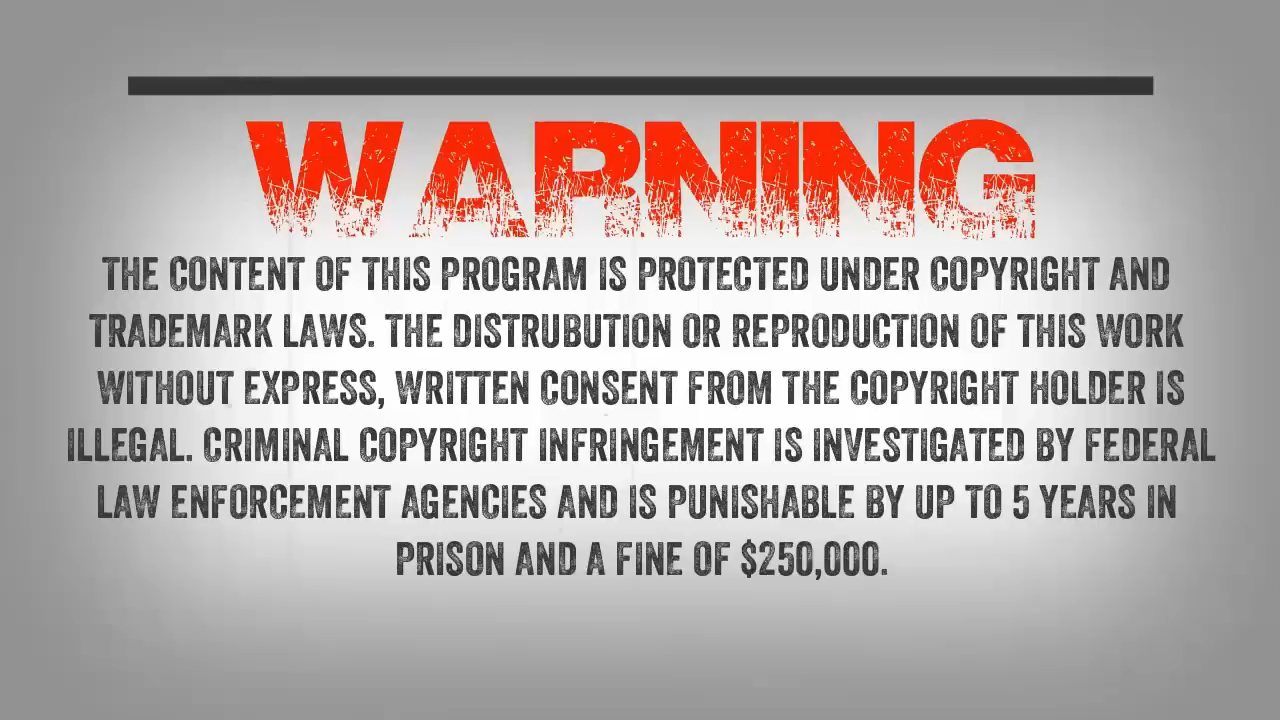 WARNING
THE CONTENT OF THIS PROGRAM IS PROTECTED UNDER COPYRIGHT AND
TRADEMARK LAWS. THE DISTRUBUTION OR REPRODUCTION OF THIS WORK
WITHOUT EXPRESS, WRITTEN CONSENT FROM THE COPYRIGHT HOLDER IS
ILLEGAL. CRIMINAL COPYRIGHT INFRINGEMENT IS INVESTIGATED BY FEDERAL
LAW ENFORCEMENT AGENCIES AND IS PUNISHABLE BY UP TO 5 YEARS IN
PRISON AND A FINE OF $250,000.